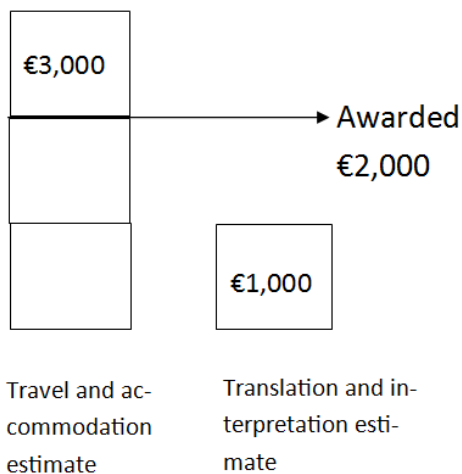 €3,000
Awarded
€2,000
€1,000
Travel and ac-
commodation
estimate
Translation and in-
terpretation esti-
mate